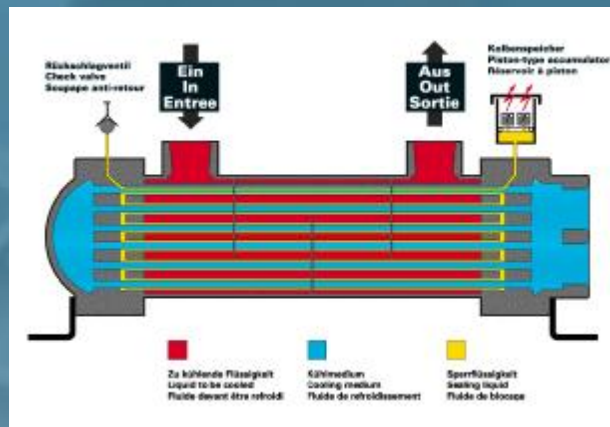 Rückschlagventil
Check valve
Soupape anti-retour
Ein
In
Entree
Aus
Out
Sortie
Kolbenspeicher
Piston-type accumulator
Réservoir à piston
Zu kühlende Flüssigkeit
Liquid to be cooled
Fluide devant être refroidi
Kühlmedium
Cooling medium
Fluide de refroidissement
Sperrflüssigkeit
Sealing liquid
Fluide de blocage